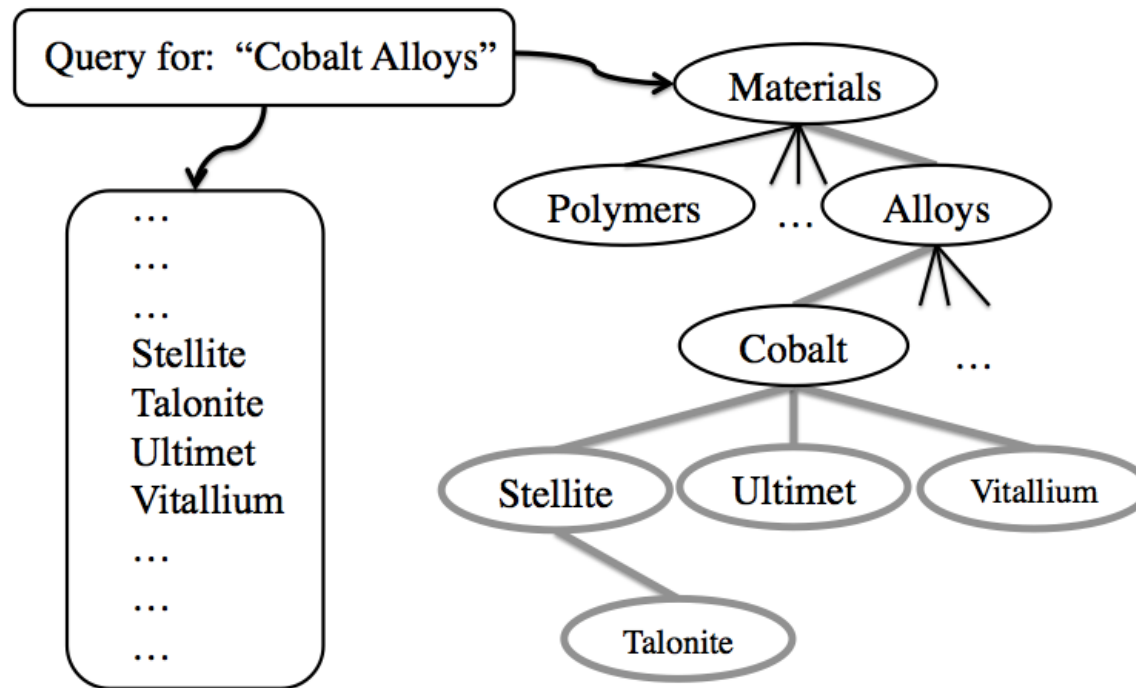 Query for:  “Cobalt Alloys”
…
…
…
Stellite
Talonite
Ultimet
Vitallium
…
…
…
Materials
Polymers
…
Alloys
Cobalt
…
Stellite
Ultimet
Vitallium
Talonite